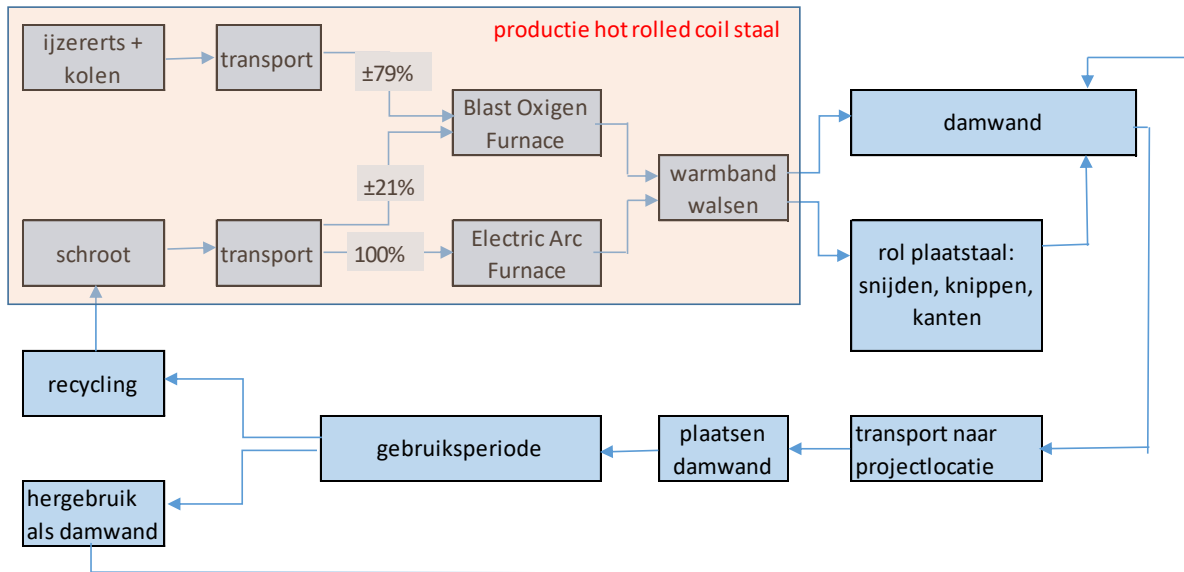 productie hot rolled coil staal
ijzererts +
kolen
transport
±79%
Blast Oxigen
Furnace
damwand
±21%
warmband
walsen
schroot
transport
100%
Electric Arc
Furnace
rol plaatstaal:
snijden, knippen,
kanten
recycling
gebruiksperiode
plaatsen
damwand
transport naar
projectlocatie
hergebruik
als damwand